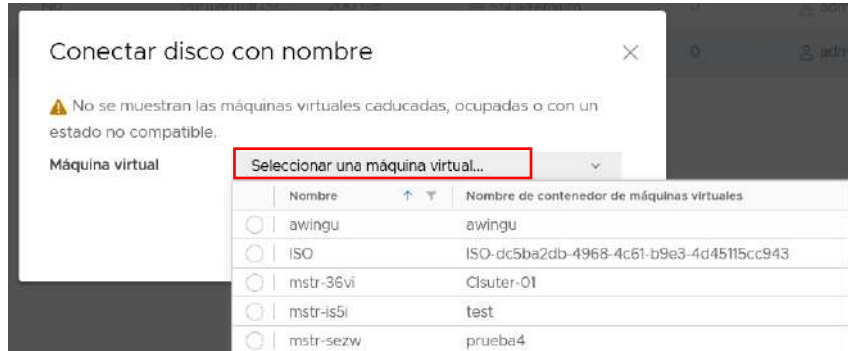 Conectar disco con nombre
No se muestran las máquinas virtuales caducadas, ocupadas o con un
estado no compatible.
Máquina virtual Seleccionar una máquina virtual...
Nombre Nombre de contenedor de máquinas virtuales
awingu awingu
ISO ISO-dc5ba2db-4968-4c61-b9e3-4d45115cc943
mstr-36vi Clsuter-01
mstr-is5i test
mstr-sezw prueba4